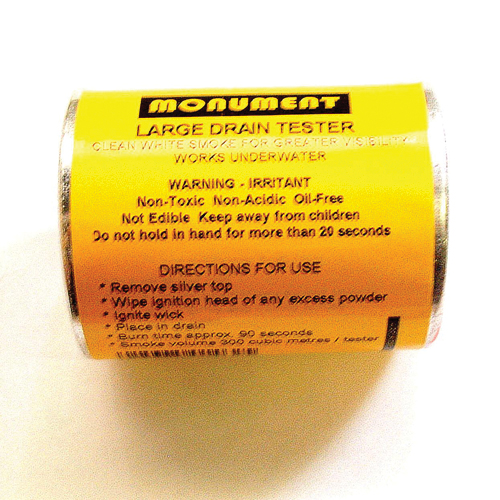 MONUMENT
LARGE DRAIN TESTER
CLEAN WHITE SMOKE FOR GREATER VISIBILITY
WORKS UNDERWATER
WARNING - IRRITANT
Non-Toxic Non-Acidic Oil-Free
Not Edible Keep away from children
Do not hold in hand for more than 20 seconds
DIRECTIONS FOR USE
* Remove silver top
* Wipe ignition head of any excess powder
* Ignite wick
* Place in drain
* Burn time approx. 90 seconds
* Smoke volume 300 cubic metres / tester